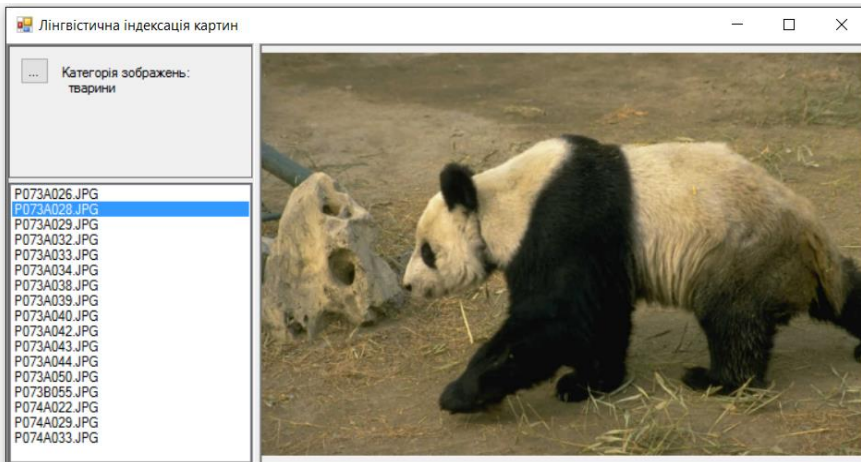 Лінгвістична індексація картин
... Категорія зображень:
тварини
P073A026.JPG
P073A028.JPG
P073A029.JPG
P073A032.JPG
P073A033.JPG
P073A034.JPG
P073A038.JPG
P073A039.JPG
P073A040.JPG
P073A042.JPG
P073A043.JPG
P073A044.JPG
P073A050.JPG
P073B055.JPG
P074A022.JPG
P074A029.JPG
P074A033.JPG